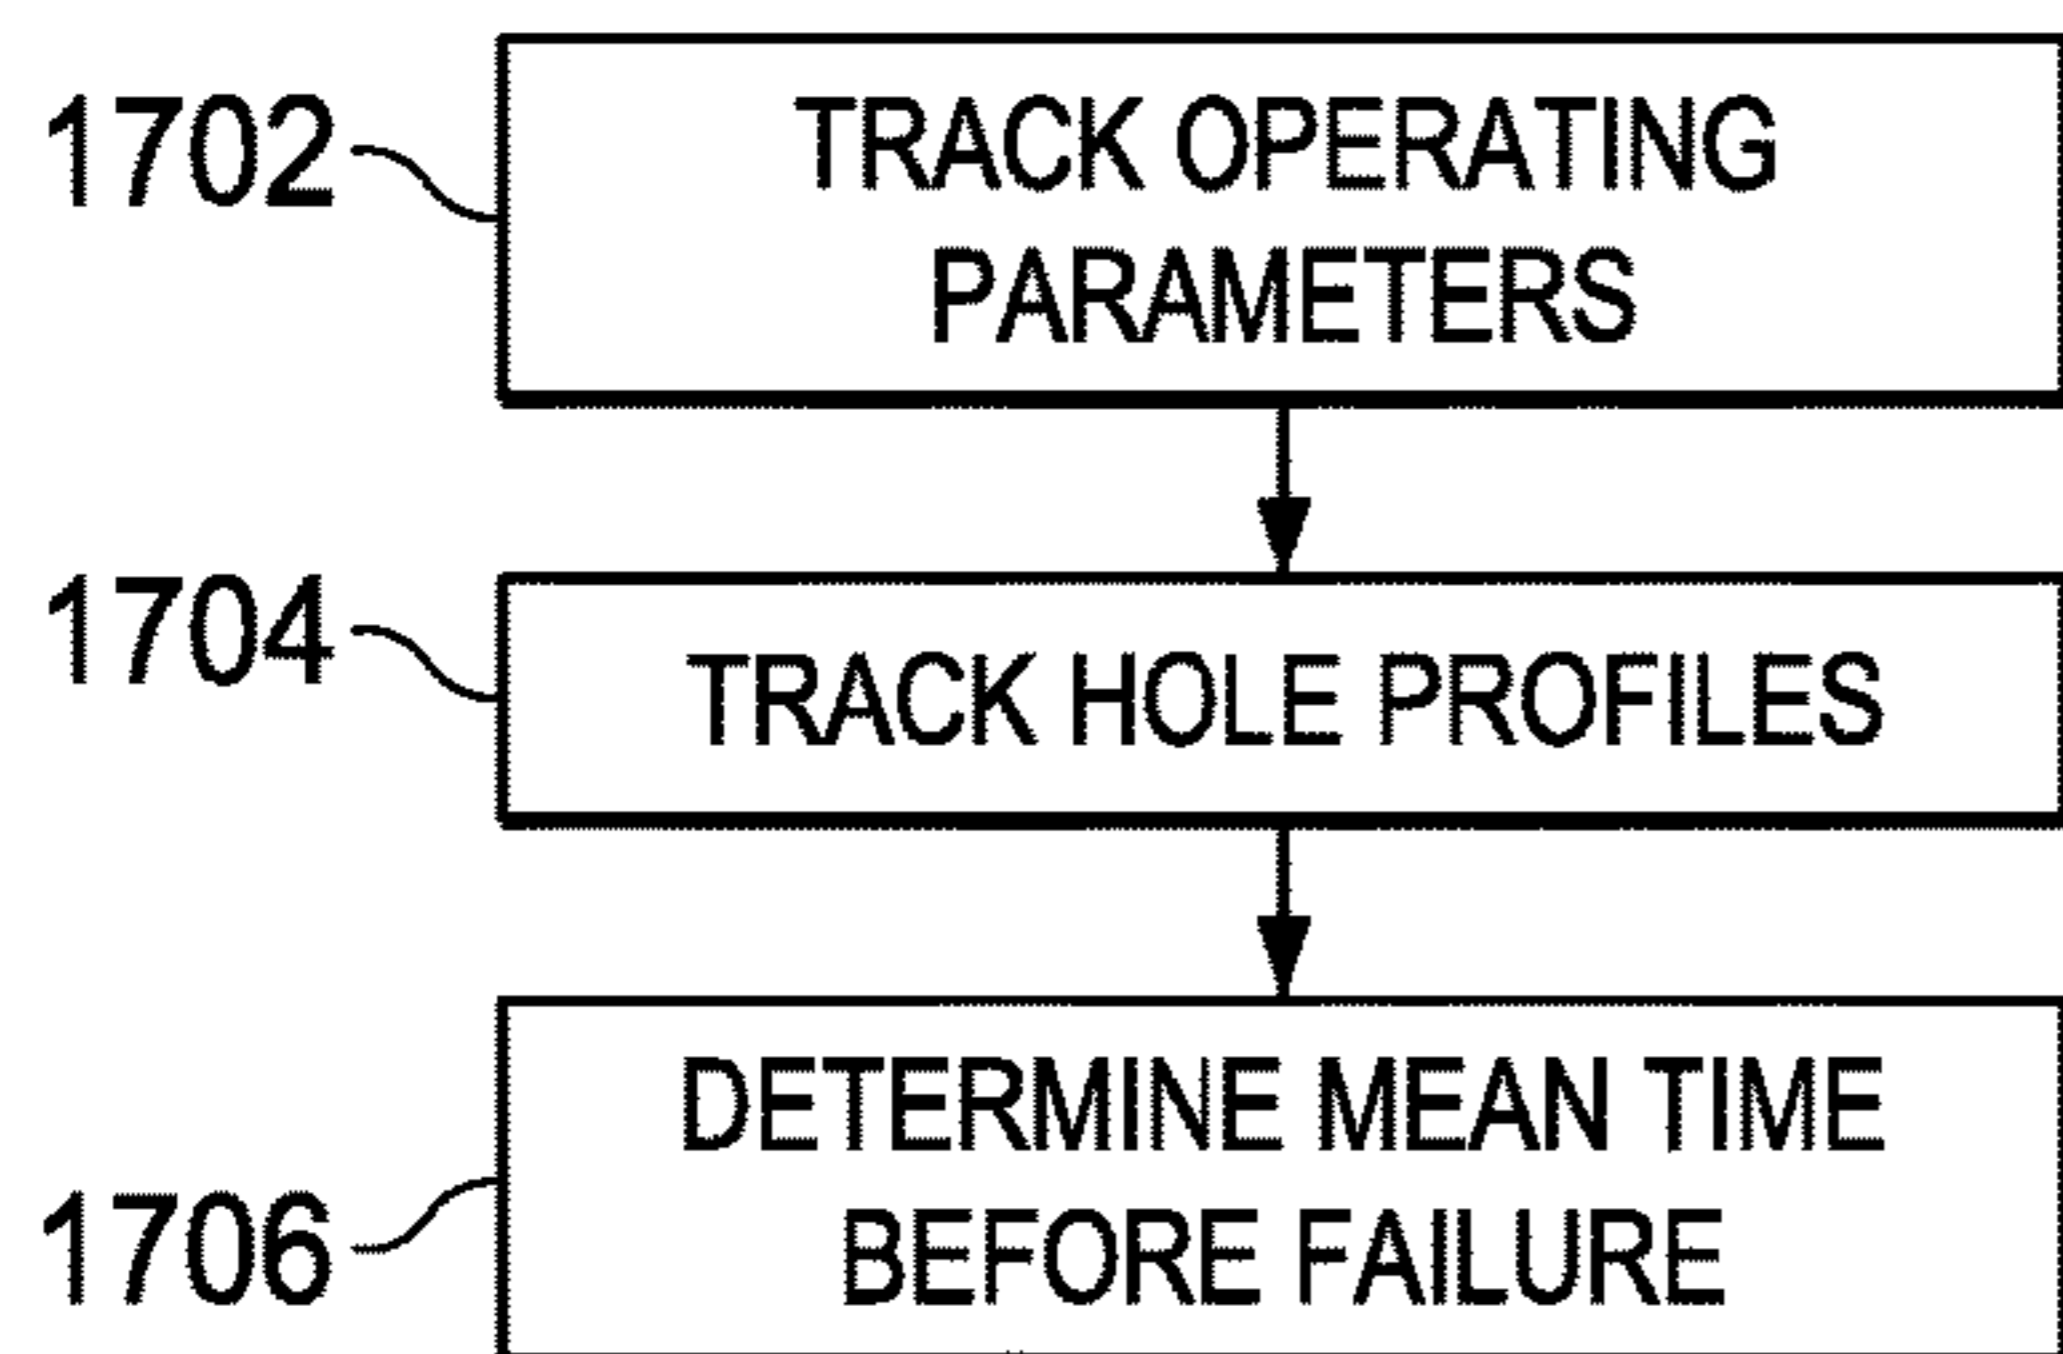 1702
TRACK OPERATING
PARAMETERS
1704
TRACK HOLE PROFILES
DETERMINE MEAN TIME
1706
BEFORE FAILURE